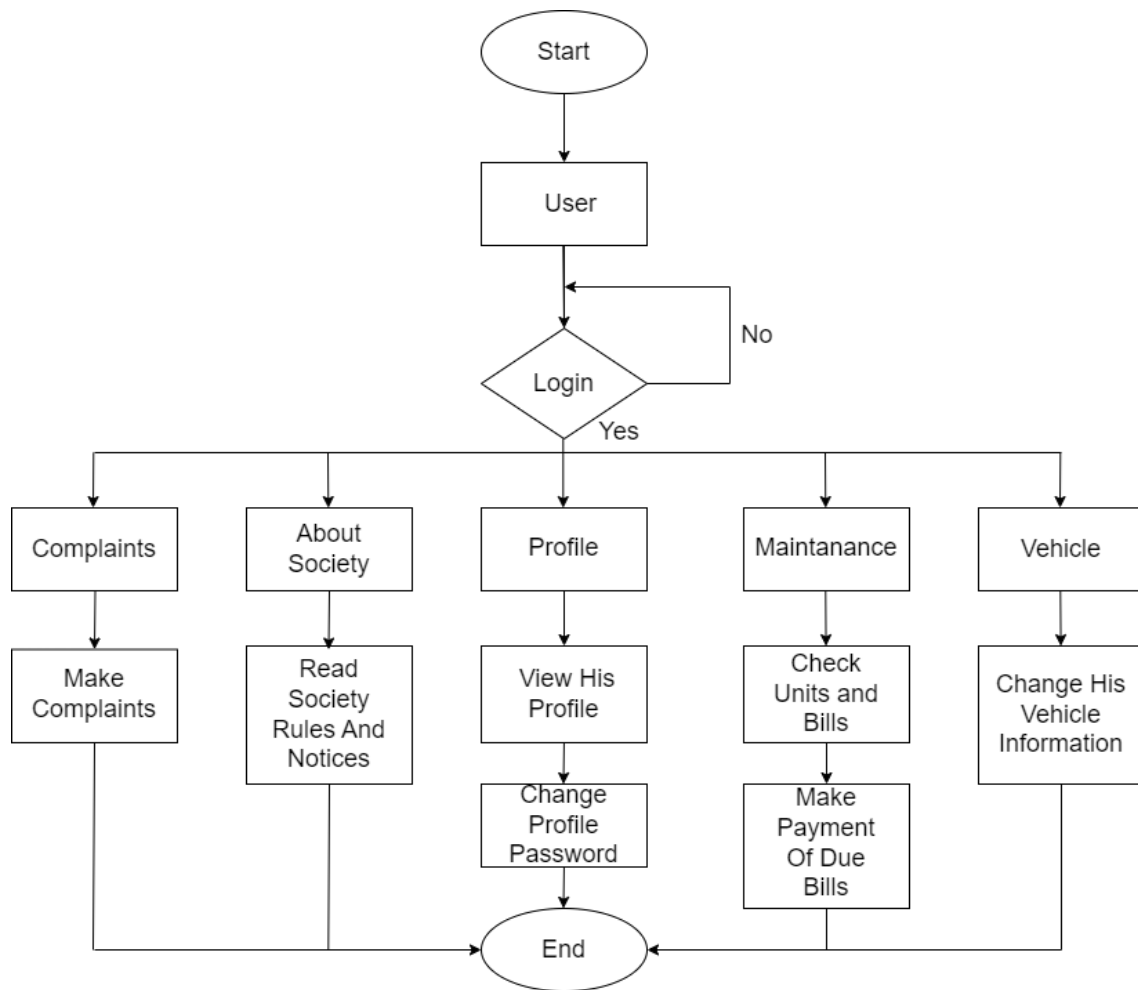 Start
User
No
Login
Yes
Complaints
About
Society
Profile
Maintanance
Vehicle
Make
Complaints
Read
Society
Rules And
Notices
View His
Profile
Check
Units and
Bills
Change His
Vehicle
Information
Change
Profile
Password
Make
Payment
Of Due
Bills
End